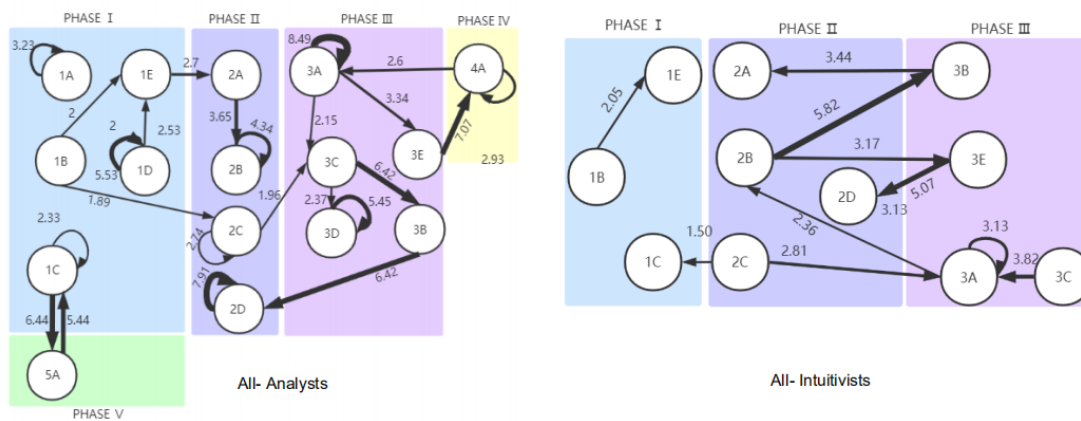 PHASE I
PHASE II
PHASE III
PHASE IV
3.23
1A
1E
2.7
2A
8.49
3A
2.6
4A
2
2
2.53
3.65
4.34
2.15
3.34
7.07
1B
5.53
1D
2B
3C
6.42
3E
2.93
1.89
1.96
2.37
5.45
2.33
2.74
2C
3D
3B
1C
7.91
6.42
6.44
5.44
2D
5A
PHASE V
All- Analysts
PHASE I
PHASE II
PHASE III
1E
2A
3.44
3B
2.05
5.82
1B
2B
3.17
3E
2D
5.07
3.13
2.36
1.50
3.13
1C
2C
2.81
3A
3.82
3C
All- Intuitivists